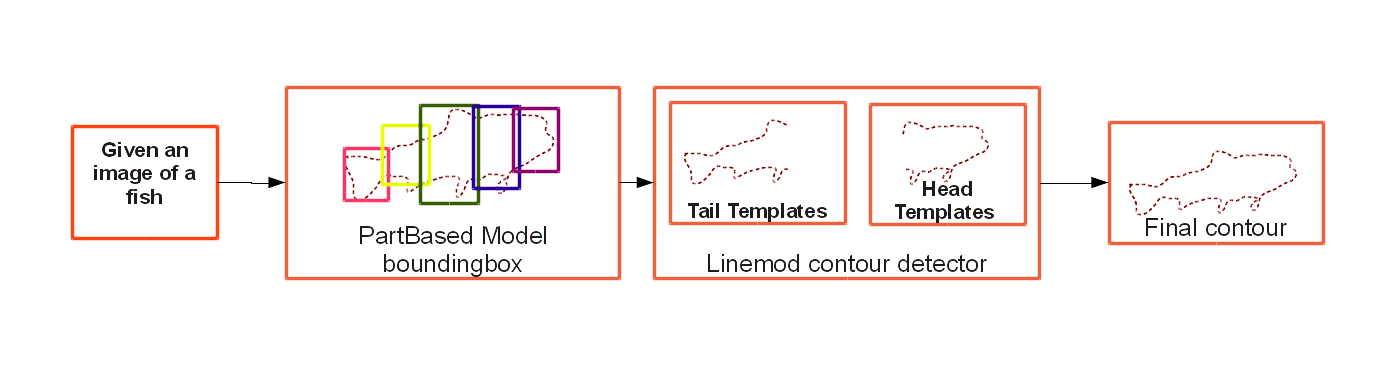 Given an
image of a
fish
PartBased Model
boundingbox
Tail Templates
Head
Templates
Linemod contour detector
Final contour